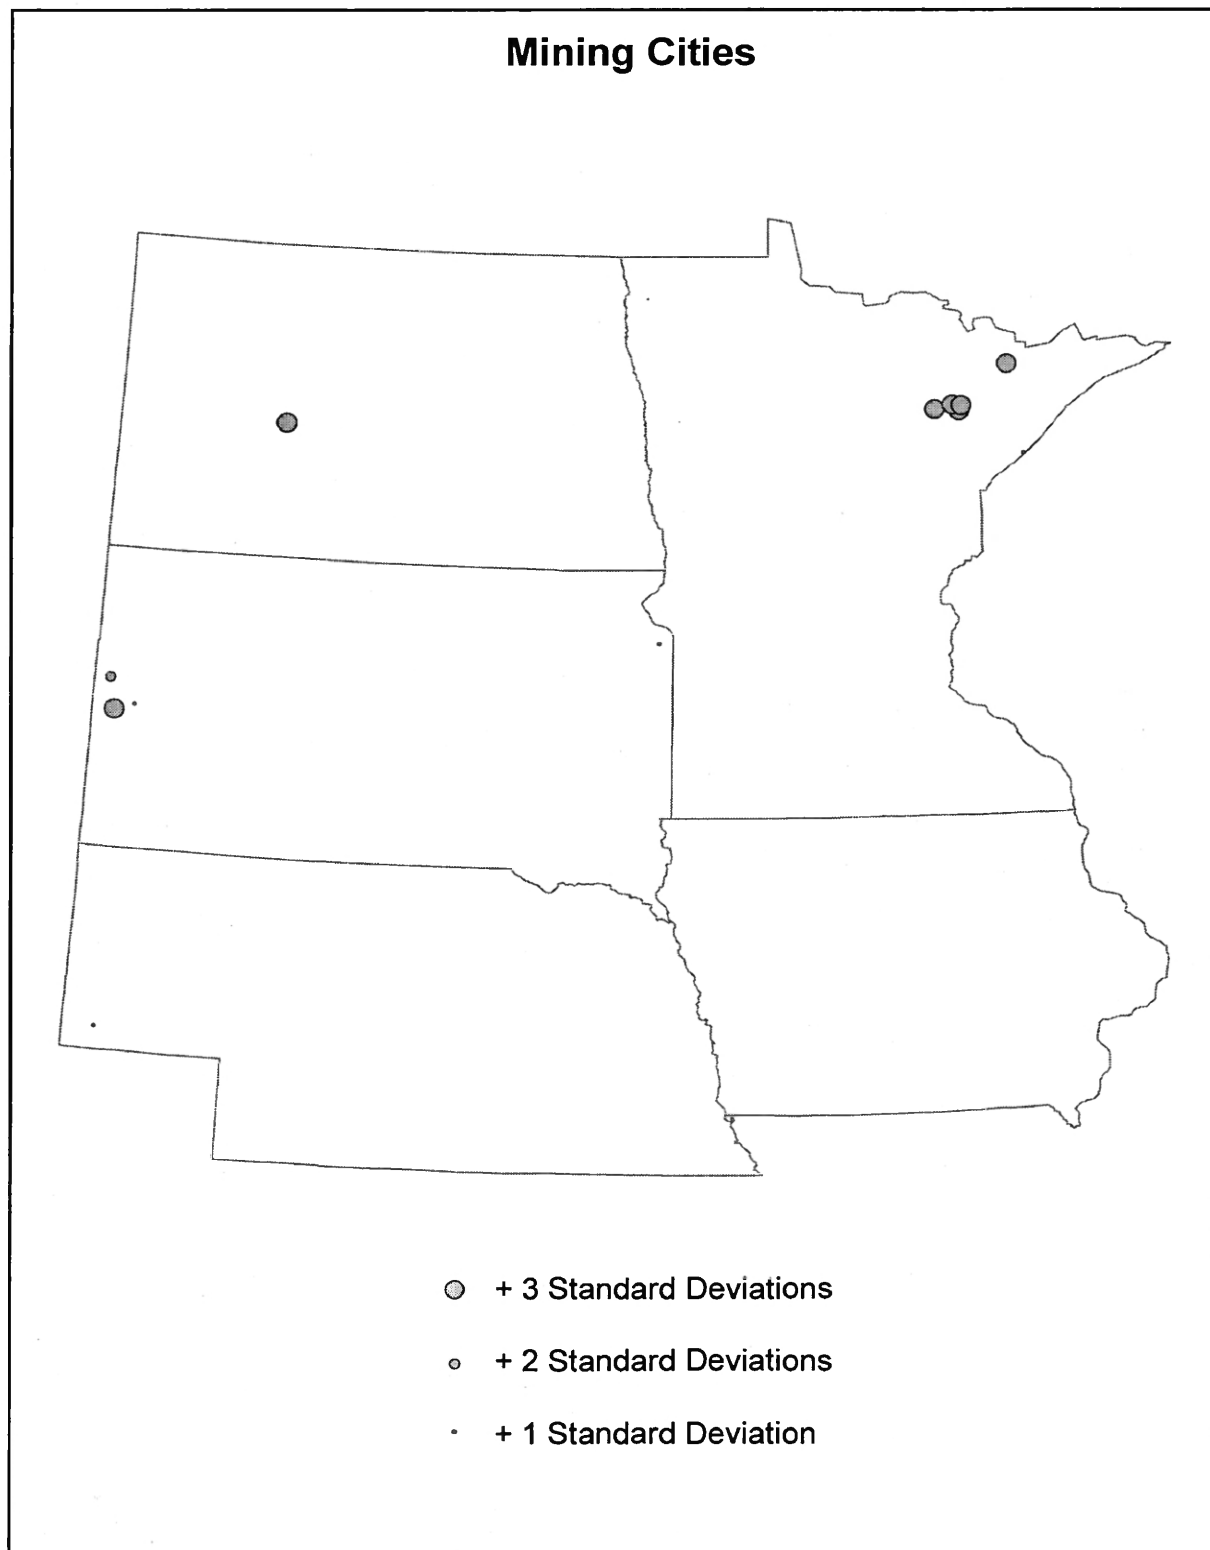 Mining Cities
+ 3 Standard Deviations
+ 2 Standard Deviations
+ 1 Standard Deviation